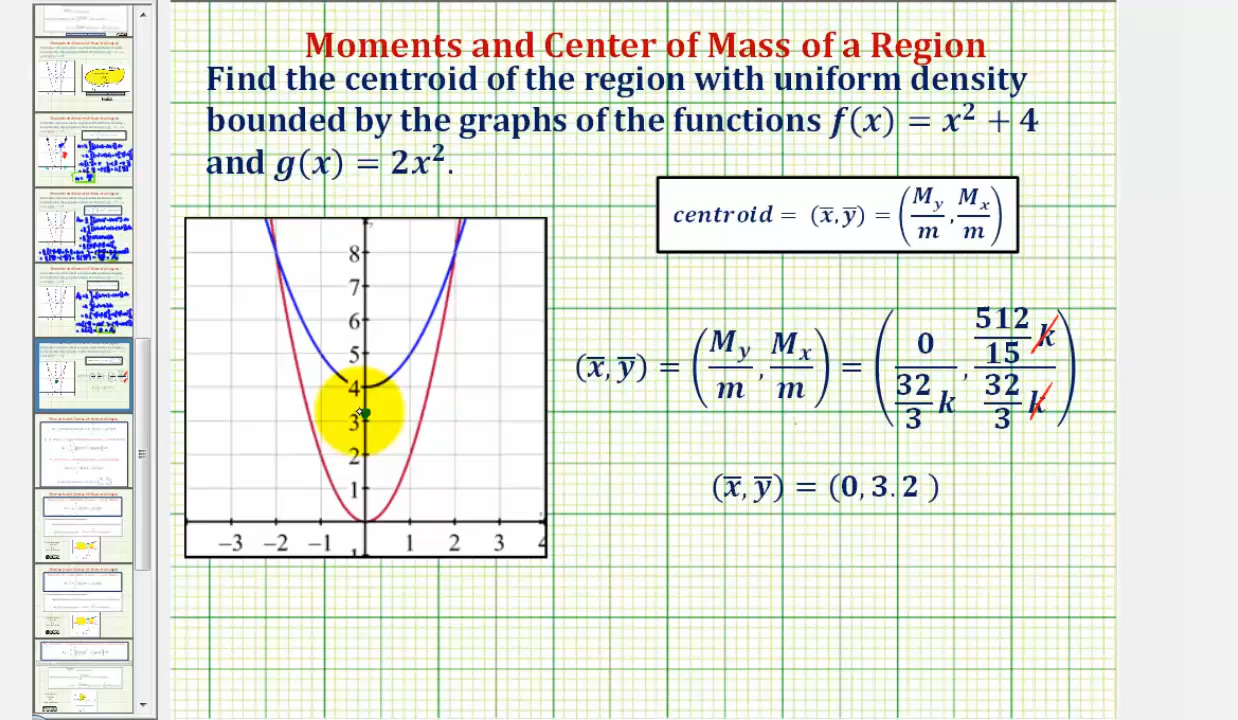 Moments and Center of Mass of a Region
Find the centroid of the region with uniform density
bounded by the graphs of the functions f(x) = x² + 4
and g(x) = 2x².
centroid = (x̅, y̅) = (M_y/m, M_x/m)
(x̅, y̅) = (M_y/m, M_x/m) = (0/(32/3 k), (512/15 k)/(32/3 k))
(x̅, y̅) = (0, 3.2 )
8
7
6
5
4
3
2
1
−3 −2 −1 1 2 3 4